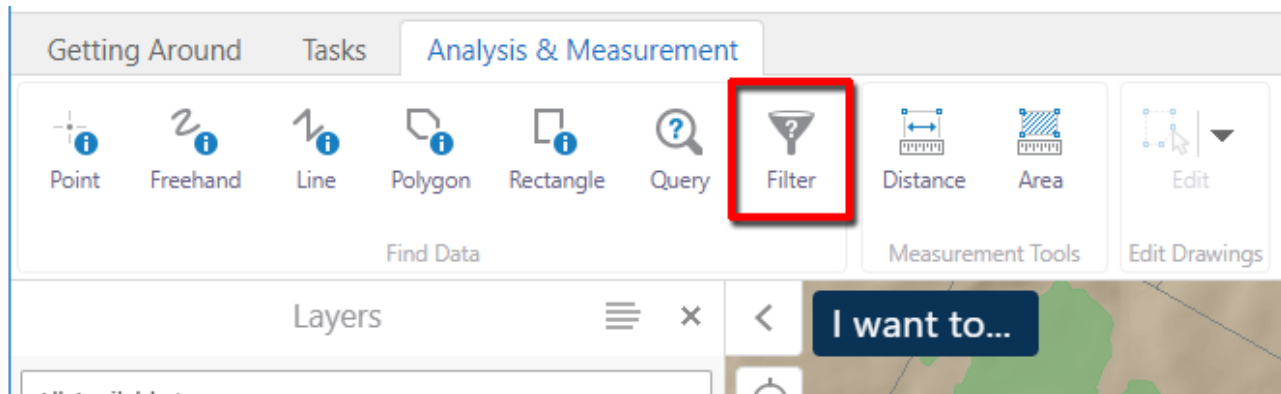 Getting Around Tasks Analysis & Measurement
Point Freehand Line Polygon Rectangle Query Filter Distance Area Edit
Find Data Measurement Tools Edit Drawings
Layers
I want to...